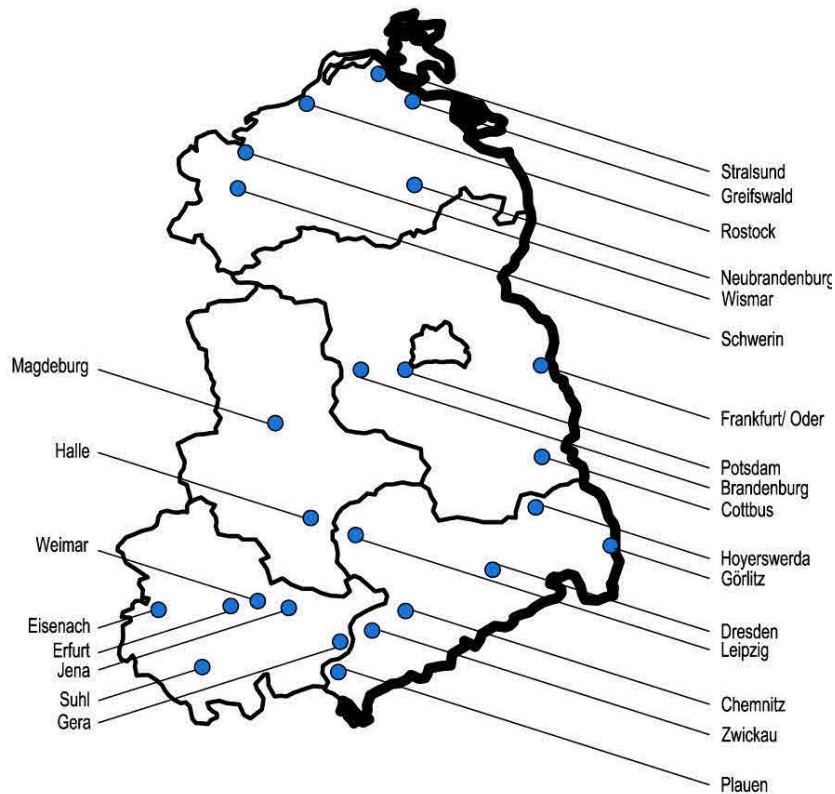 Stralsund
Greifswald
Rostock
Neubrandenburg
Wismar
Schwerin
Magdeburg
Frankfurt/ Oder
Halle
Potsdam
Brandenburg
Cottbus
Weimar
Hoyerswerda
Görlitz
Eisenach
Dresden
Erfurt
Leipzig
Jena
Suhl
Chemnitz
Gera
Zwickau
Plauen